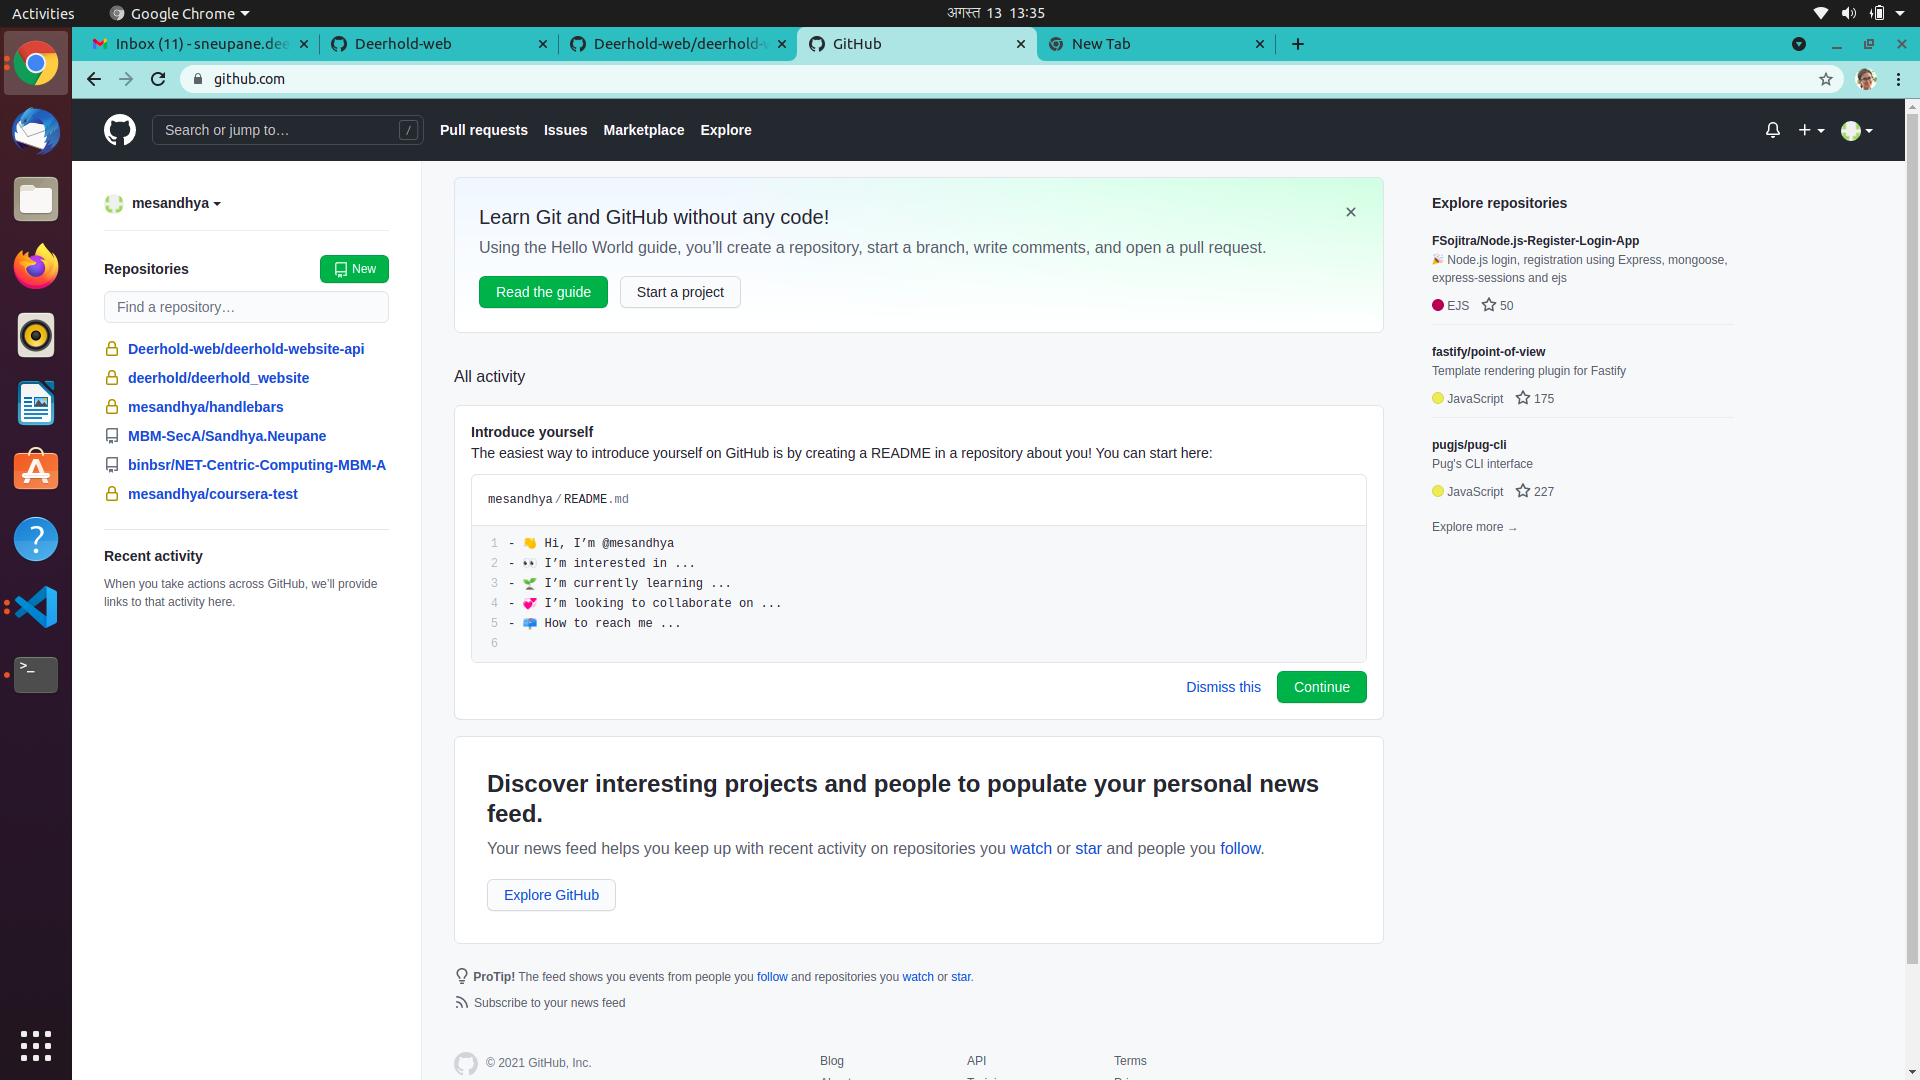 Activities
Google Chrome
अगस्त 13 13:35
Inbox (11) - sneupane.dee
Deerhold-web
Deerhold-web/deerhold-w
GitHub
New Tab
github.com
Search or jump to…
/
Pull requests
Issues
Marketplace
Explore
mesandhya
Repositories
New
Find a repository…
Deerhold-web/deerhold-website-api
deerhold/deerhold_website
mesandhya/handlebars
MBM-SecA/Sandhya.Neupane
binbsr/NET-Centric-Computing-MBM-A
mesandhya/coursera-test
Recent activity
When you take actions across GitHub, we'll provide
links to that activity here.
Learn Git and GitHub without any code!
Using the Hello World guide, you'll create a repository, start a branch, write comments, and open a pull request.
Read the guide
Start a project
All activity
Introduce yourself
The easiest way to introduce yourself on GitHub is by creating a README in a repository about you! You can start here:
mesandhya/README.md
1 - 👋 Hi, I'm @mesandhya
2 - 👀 I'm interested in ...
3 - 🌱 I'm currently learning ...
4 - 💞️ I'm looking to collaborate on ...
5 - 📫 How to reach me ...
6
Dismiss this
Continue
Discover interesting projects and people to populate your personal news
feed.
Your news feed helps you keep up with recent activity on repositories you watch or star and people you follow.
Explore GitHub
ProTip! The feed shows you events from people you follow and repositories you watch or star.
Subscribe to your news feed
© 2021 GitHub, Inc.
Blog
API
Terms
Explore repositories
FSojitra/Node.js-Register-Login-App
🎉 Node.js login, registration using Express, mongoose,
express-sessions and ejs
EJS 50
fastify/point-of-view
Template rendering plugin for Fastify
JavaScript 175
pugjs/pug-cli
Pug's CLI interface
JavaScript 227
Explore more →